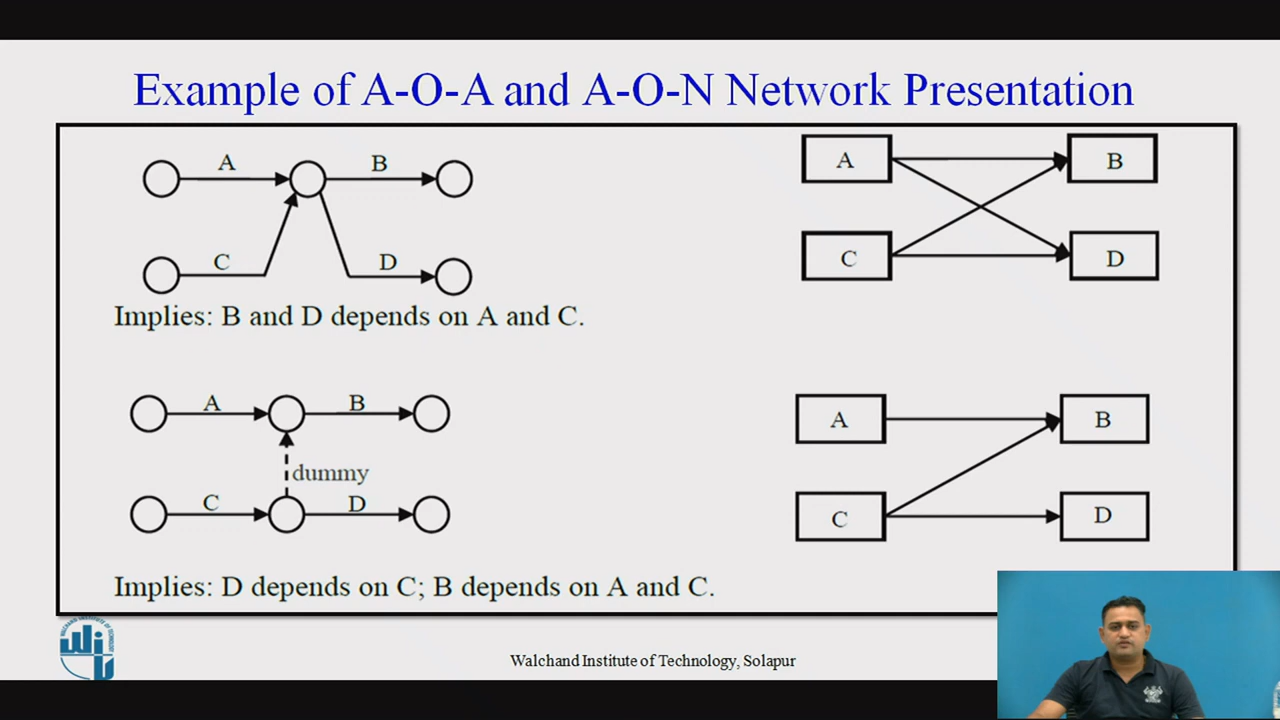 Example of A-O-A and A-O-N Network Presentation
A
B
C
D
Implies: B and D depends on A and C.
A
B
C
D
A
B
dummy
C
D
Implies: D depends on C; B depends on A and C.
A
B
C
D
Walchand Institute of Technology, Solapur